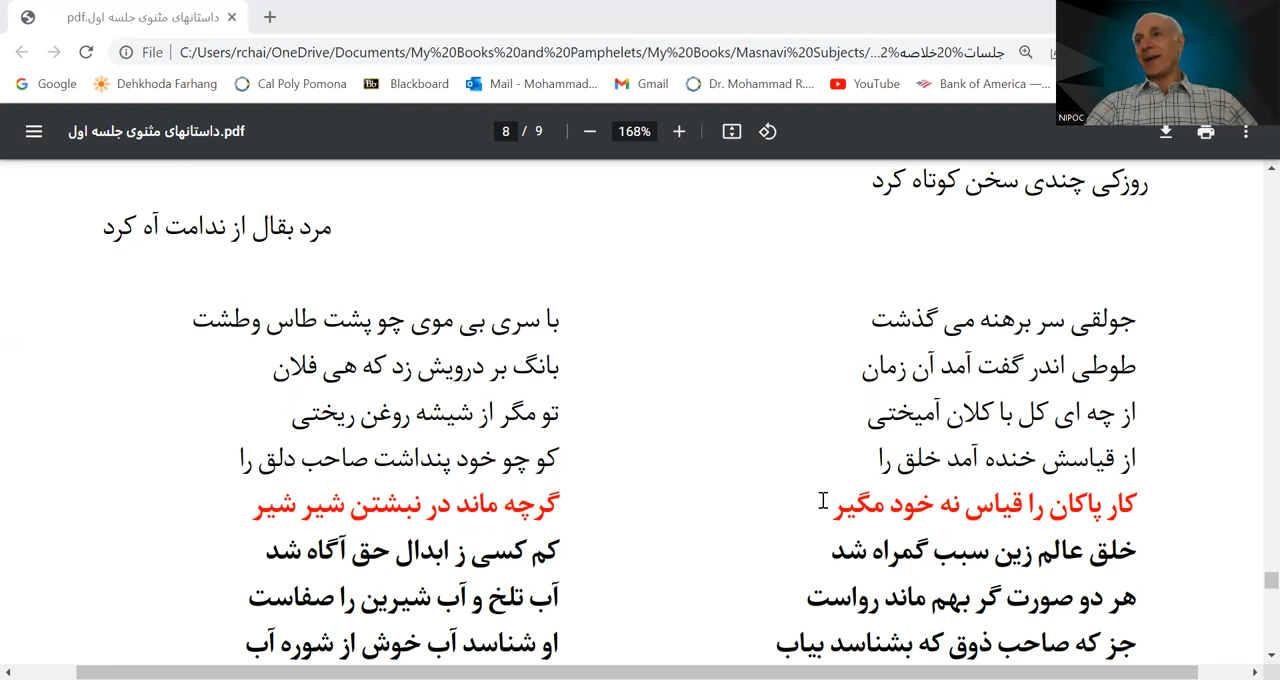 داستانهای مثنوی جلسه اول.pdf
File C:/Users/rchai/OneDrive/Documents/My%20Books%20and%20Pamphelets/My%20Books/Masnavi%20Subjects/...2%جلسات%20خلاصه
Google Dehkhoda Farhang Cal Poly Pomona Bb Blackboard Mail - Mohammad... Gmail Dr. Mohammad R.... YouTube Bank of America —...
NIPOC
داستانهای مثنوی جلسه اول.pdf 8 / 9 168%
روزکی چندی سخن کوتاه کرد
مرد بقال از ندامت آه کرد
جولقی سر برهنه می گذشت با سری بی موی چو پشت طاس وطشت
طوطی اندر گفت آمد آن زمان بانگ بر درویش زد که هی فلان
از چه ای کل با کلان آمیختی تو مگر از شیشه روغن ریختی
از قیاسش خنده آمد خلق را کو چو خود پنداشت صاحب دلق را
کار پاکان را قیاس نه خود مگیر گرچه ماند در نبشتن شیر شیر
خلق عالم زین سبب گمراه شد کم کسی ز ابدال حق آگاه شد
هر دو صورت گر بهم ماند رواست آب تلخ و آب شیرین را صفاست
جز که صاحب ذوق که بشناسد بیاب او شناسد آب خوش از شوره آب